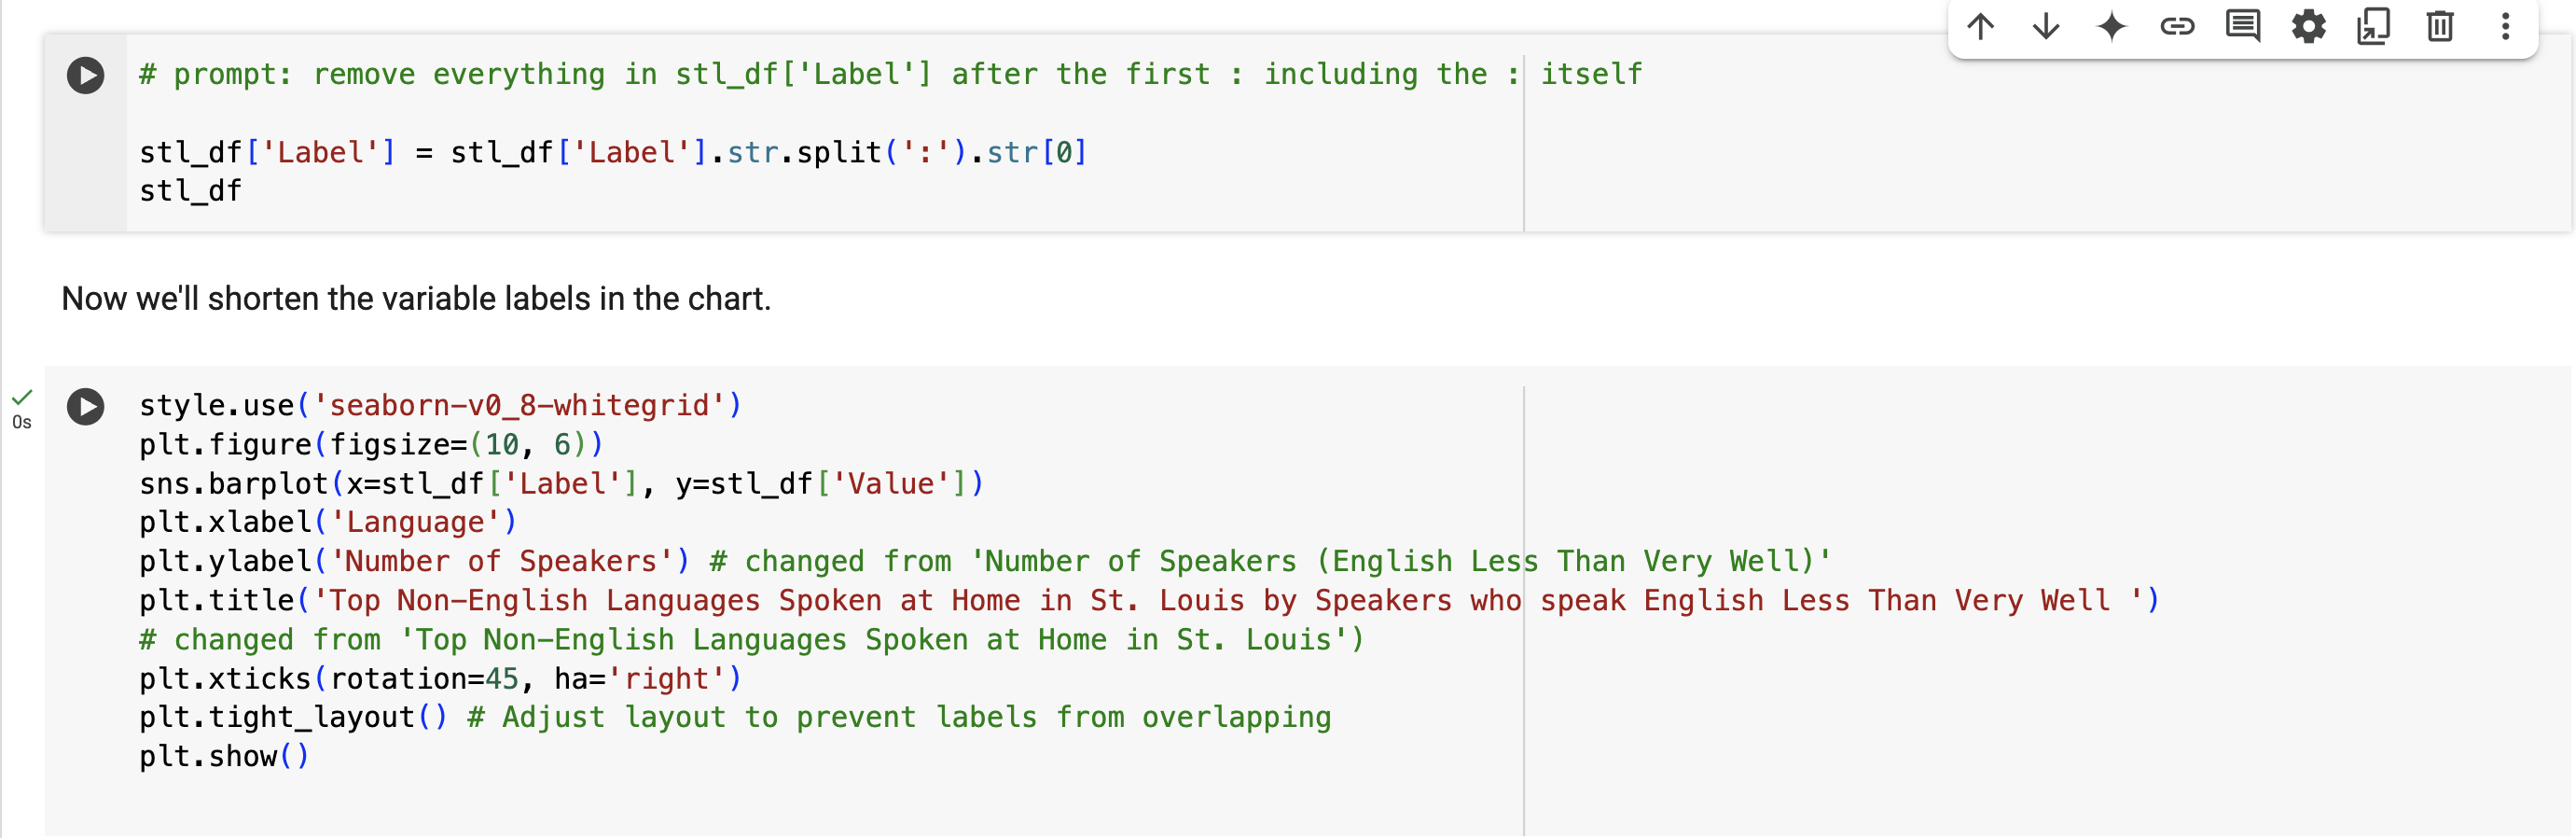 # prompt: remove everything in stl_df['Label'] after the first : including the : itself
stl_df['Label'] = stl_df['Label'].str.split(':').str[0]
stl_df
Now we'll shorten the variable labels in the chart.
0s
style.use('seaborn-v0_8-whitegrid')
plt.figure(figsize=(10, 6))
sns.barplot(x=stl_df['Label'], y=stl_df['Value'])
plt.xlabel('Language')
plt.ylabel('Number of Speakers') # changed from 'Number of Speakers (English Less Than Very Well)'
plt.title('Top Non-English Languages Spoken at Home in St. Louis by Speakers who speak English Less Than Very Well ')
# changed from 'Top Non-English Languages Spoken at Home in St. Louis')
plt.xticks(rotation=45, ha='right')
plt.tight_layout() # Adjust layout to prevent labels from overlapping
plt.show()